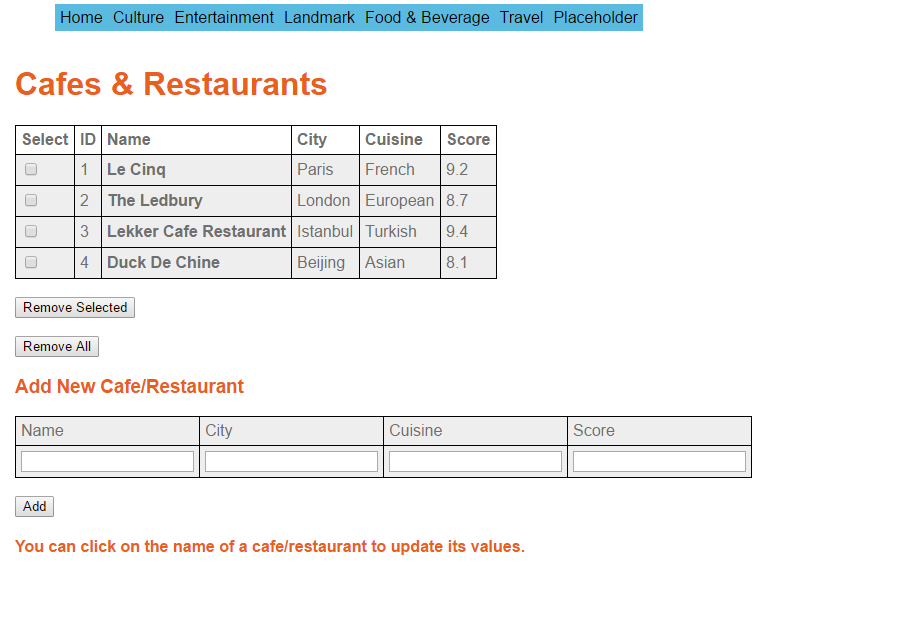 Home Culture Entertainment Landmark Food & Beverage Travel Placeholder
Cafes & Restaurants
Select ID Name City Cuisine Score
1 Le Cinq Paris French 9.2
2 The Ledbury London European 8.7
3 Lekker Cafe Restaurant Istanbul Turkish 9.4
4 Duck De Chine Beijing Asian 8.1
Remove Selected
Remove All
Add New Cafe/Restaurant
Name City Cuisine Score
Add
You can click on the name of a cafe/restaurant to update its values.